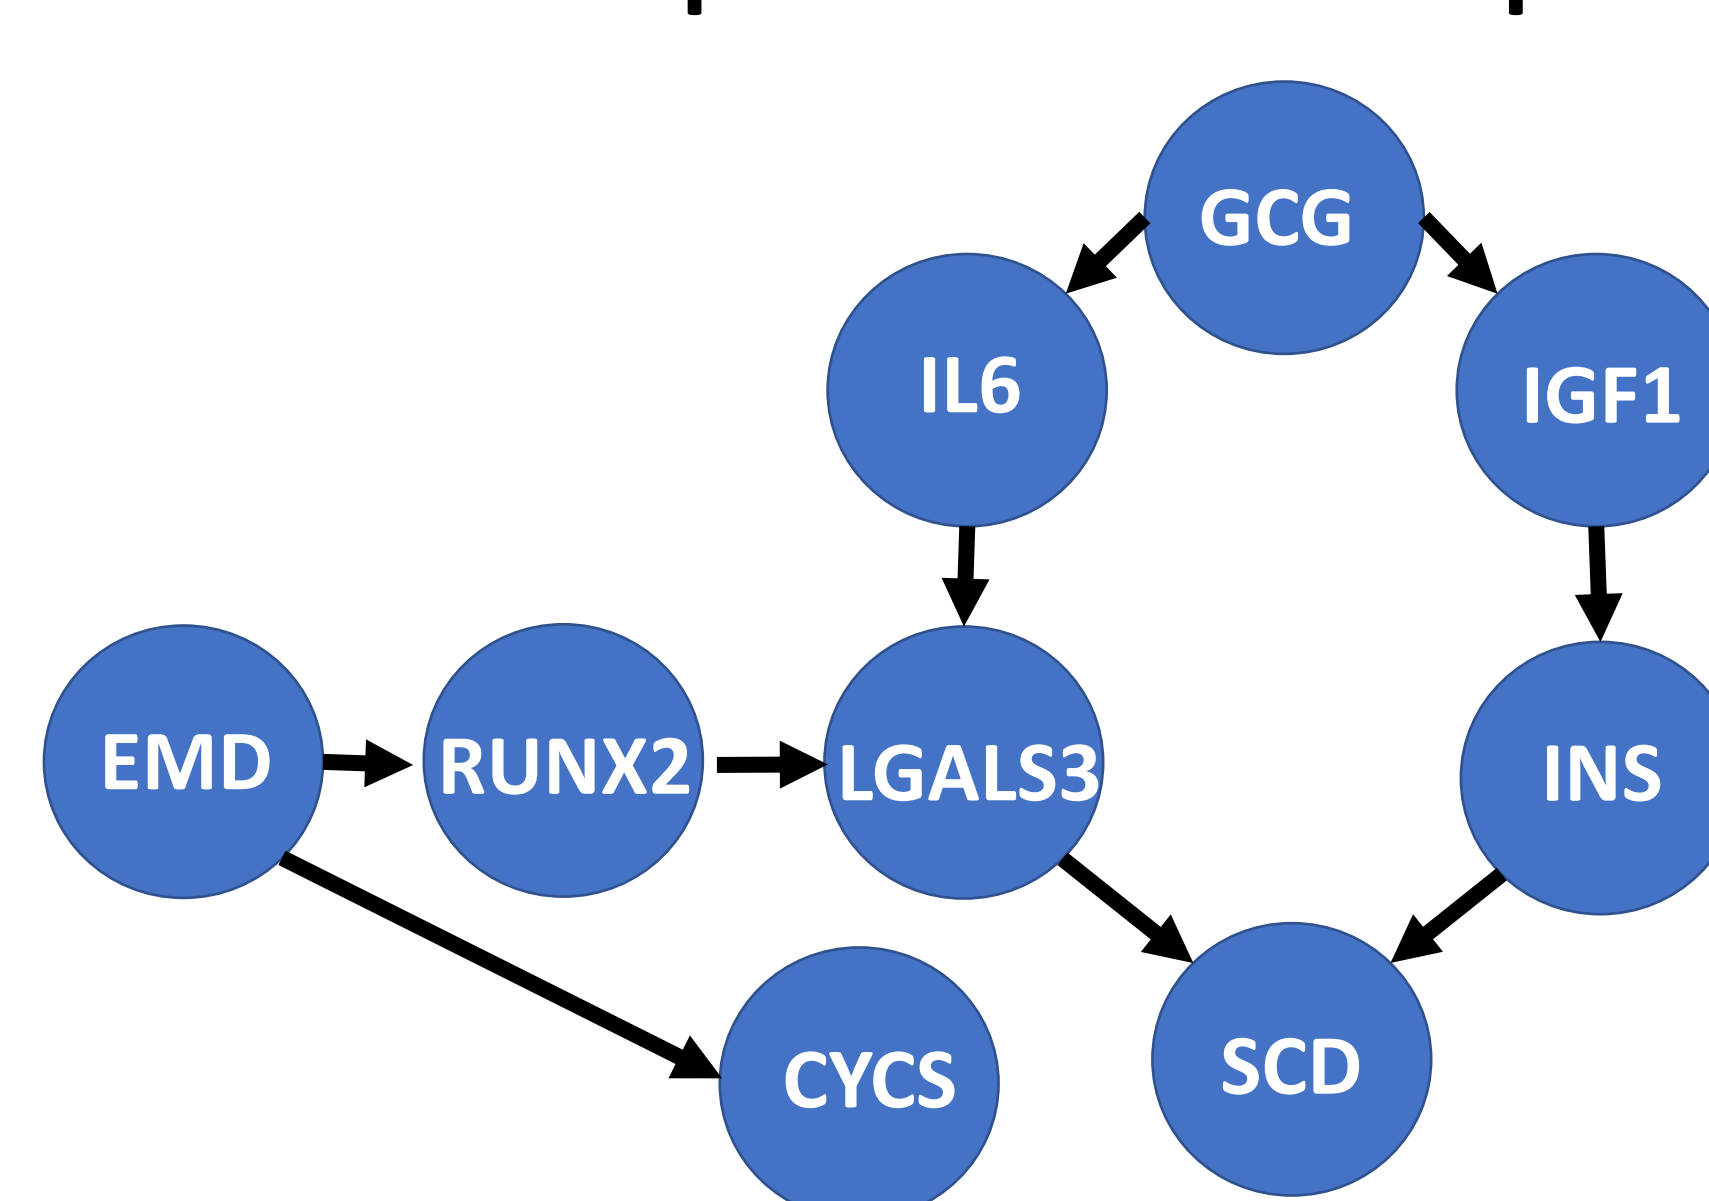 GCG
IL6
IGF1
EMD
RUNX2
LGALS3
INS
CYCS
SCD